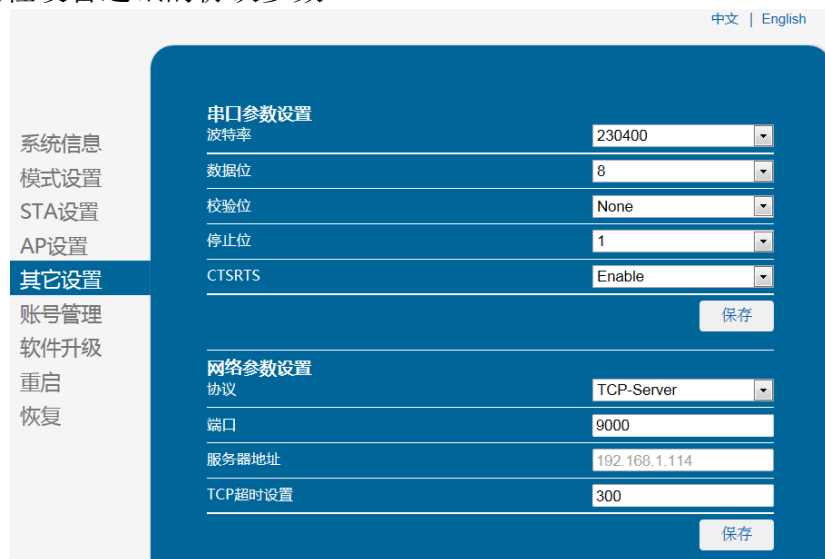 中文 | English
系统信息
模式设置
STA设置
AP设置
其它设置
账号管理
软件升级
重启
恢复
串口参数设置
波特率 230400
数据位 8
校验位 None
停止位 1
CTSRTS Enable
保存
网络参数设置
协议 TCP-Server
端口 9000
服务器地址 192.168.1.114
TCP超时设置 300
保存